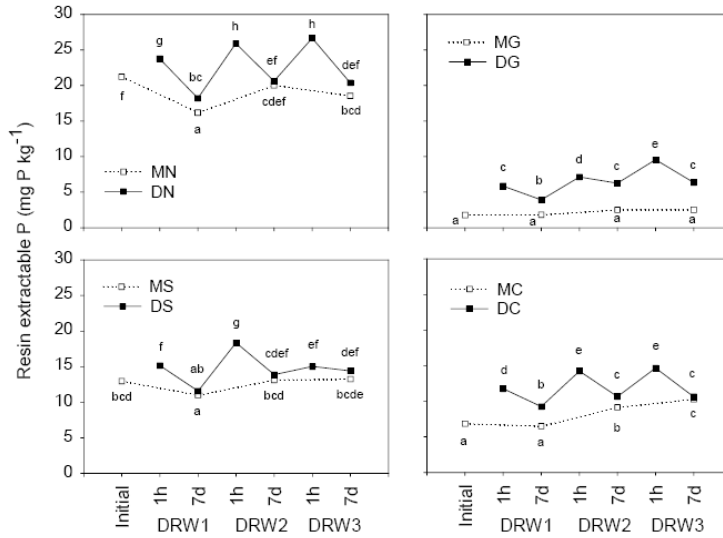 Resin extractable P (mg P kg⁻¹)
30
25
20
15
10
5
0
g
bc
h
ef
h
def
f
a
cdef
bcd
MN
DN
MG
DG
c
b
d
c
e
c
a
a
a
a
30
25
20
15
10
5
0
MS
DS
f
ab
g
cdef
ef
def
bcd
a
bcd
bcde
MC
DC
d
b
e
c
e
c
a
a
b
c
Initial
1h
7d
1h
7d
1h
7d
DRW1
DRW2
DRW3
Initial
1h
7d
1h
7d
1h
7d
DRW1
DRW2
DRW3